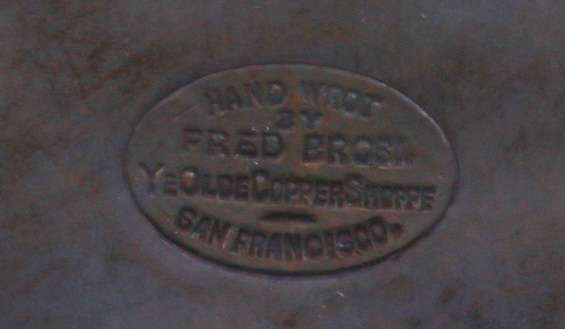 HAND WROT
BY
FRED BROSI.
YE OLDE COPPER SHOPPE
SAN FRANCISCO.